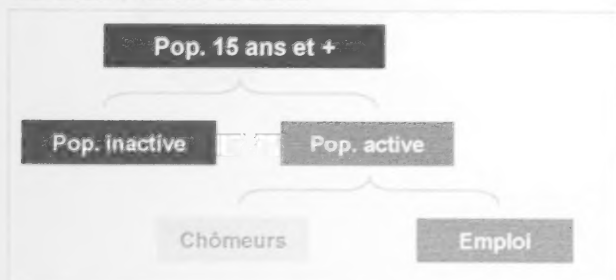 Pop. 15 ans et +
Pop. inactive
Pop. active
Chômeurs
Emploi